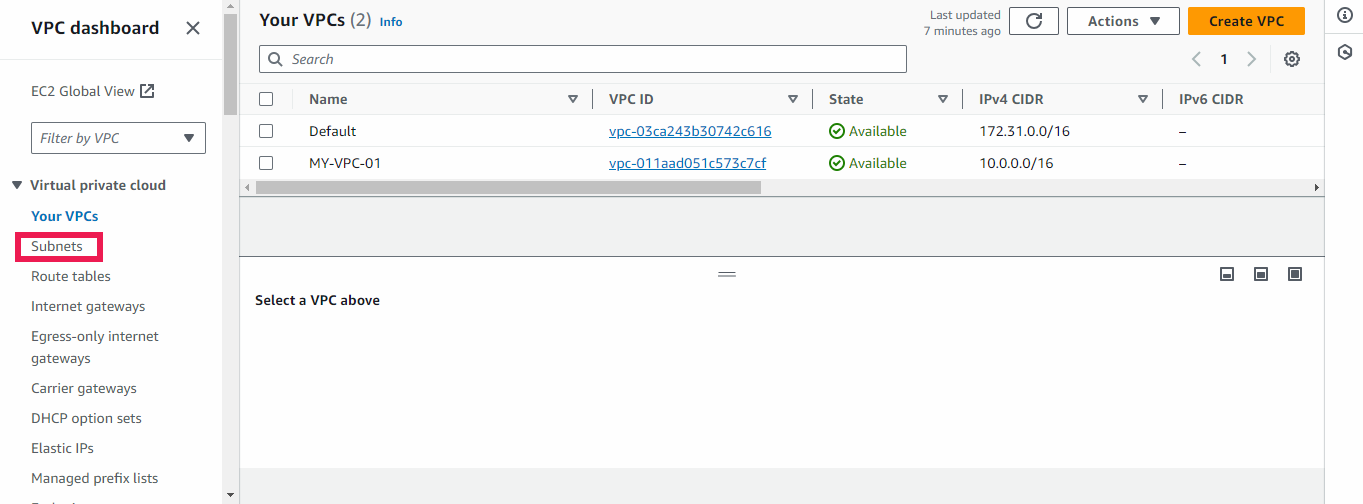 VPC dashboard
EC2 Global View
Filter by VPC
Virtual private cloud
Your VPCs
Subnets
Route tables
Internet gateways
Egress-only internet
gateways
Carrier gateways
DHCP option sets
Elastic IPs
Managed prefix lists
Your VPCs (2) Info
Last updated
7 minutes ago
Actions
Create VPC
Search
1
Name VPC ID State IPv4 CIDR IPv6 CIDR
Default vpc-03ca243b30742c616 Available 172.31.0.0/16 –
MY-VPC-01 vpc-011aad051c573c7cf Available 10.0.0.0/16 –
Select a VPC above